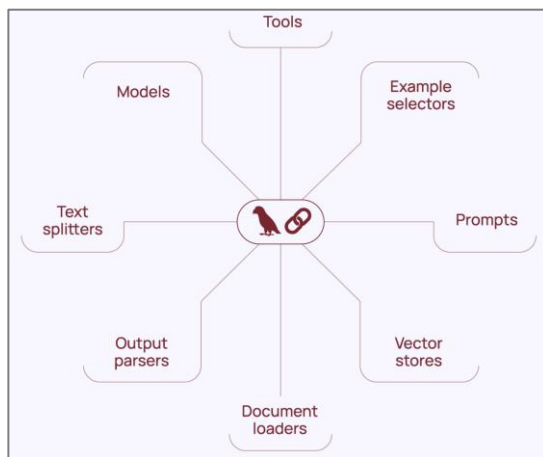 Tools
Models
Example
selectors
Text
splitters
Prompts
Output
parsers
Vector
stores
Document
loaders